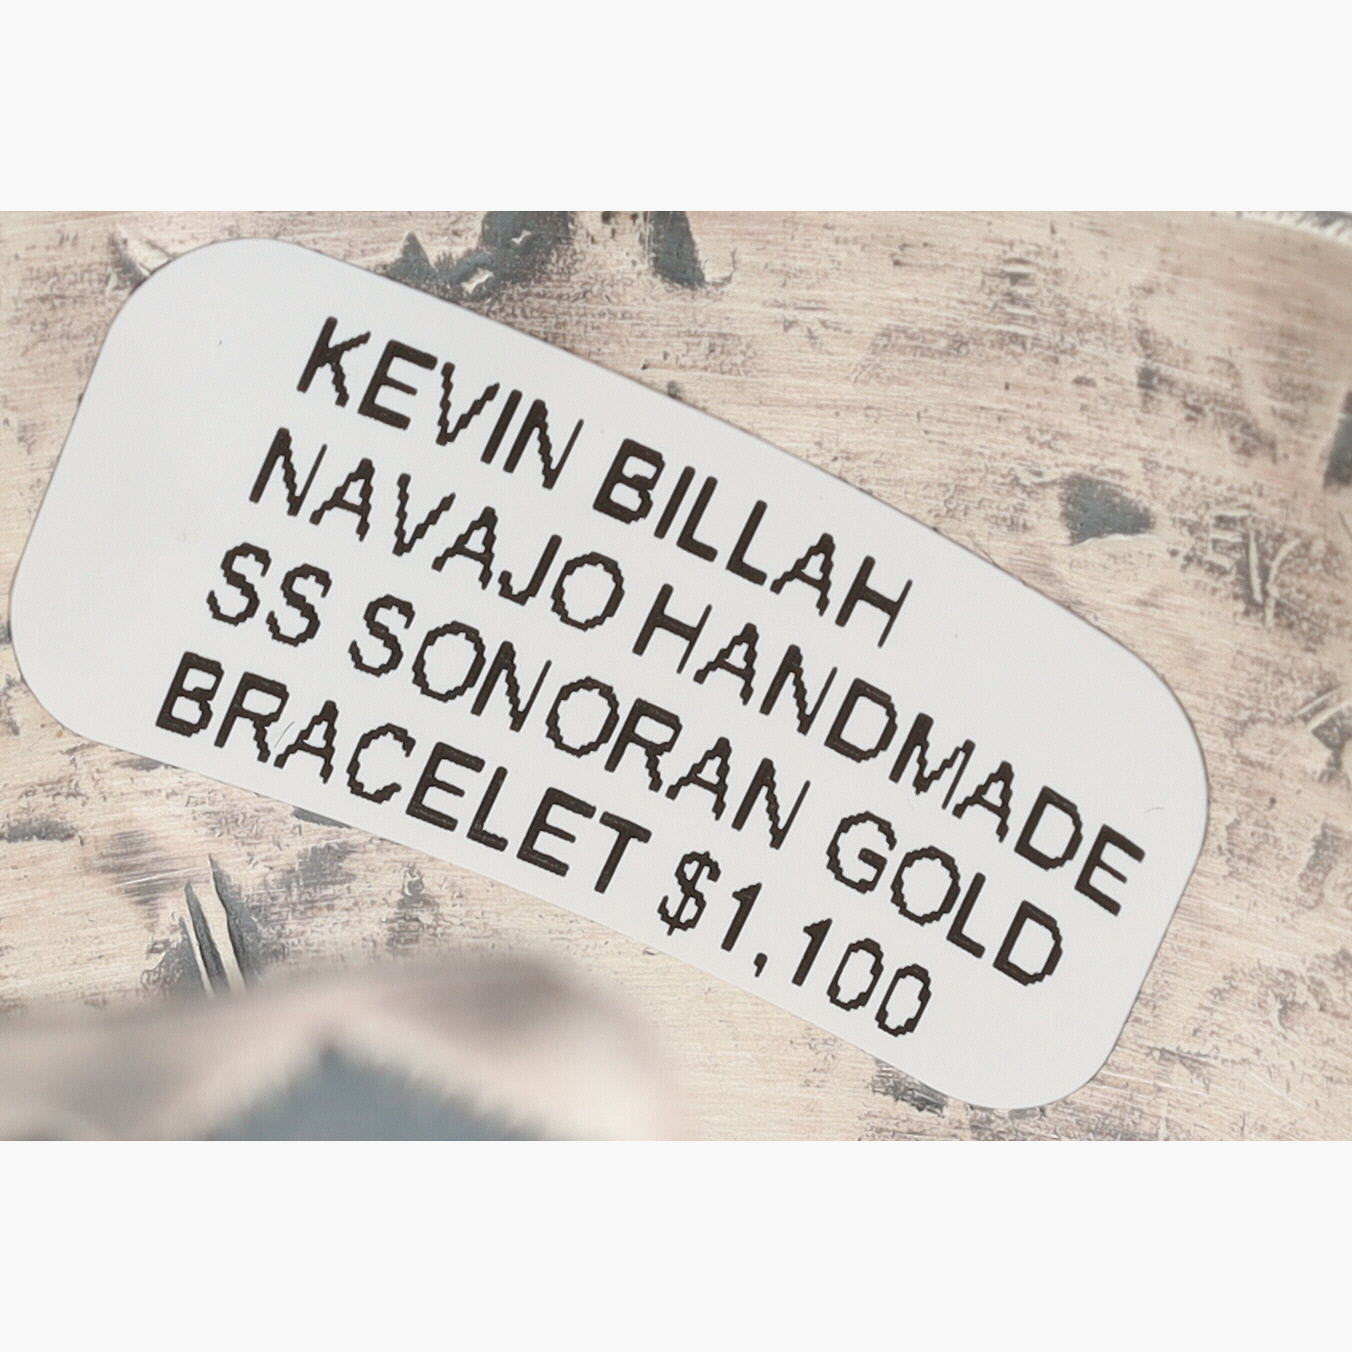 KEVIN BILLAH
NAVAJO HANDMADE
SS SONORAN GOLD
BRACELET $1,100